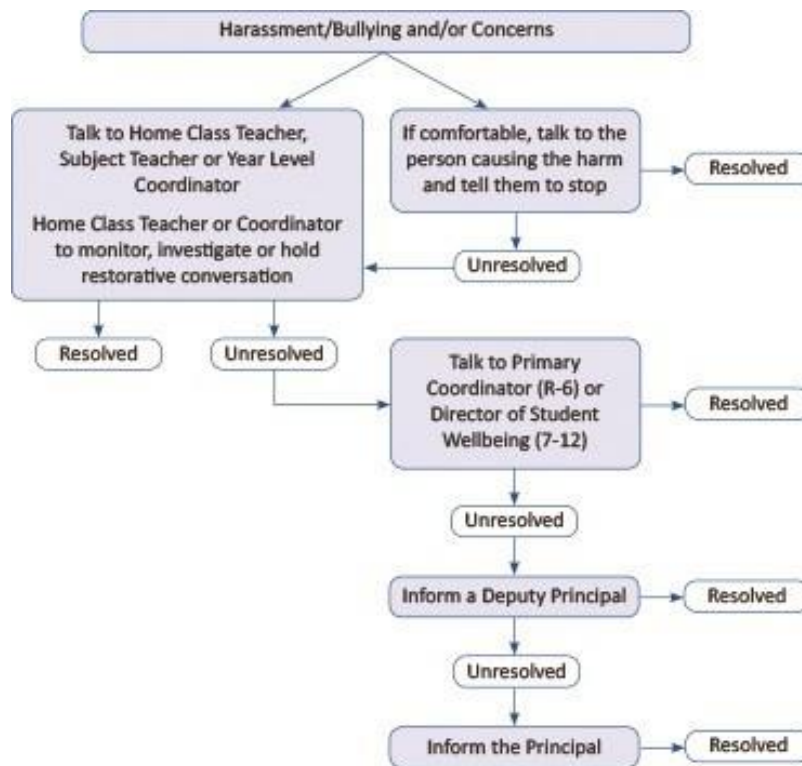 Harassment/Bullying and/or Concerns
Talk to Home Class Teacher,
Subject Teacher or Year Level
Coordinator
Home Class Teacher or Coordinator
to monitor, investigate or hold
restorative conversation
If comfortable, talk to the
person causing the harm
and tell them to stop
Resolved
Unresolved
Resolved
Unresolved
Talk to Primary
Coordinator (R-6) or
Director of Student
Wellbeing (7-12)
Resolved
Unresolved
Inform a Deputy Principal
Resolved
Unresolved
Inform the Principal
Resolved